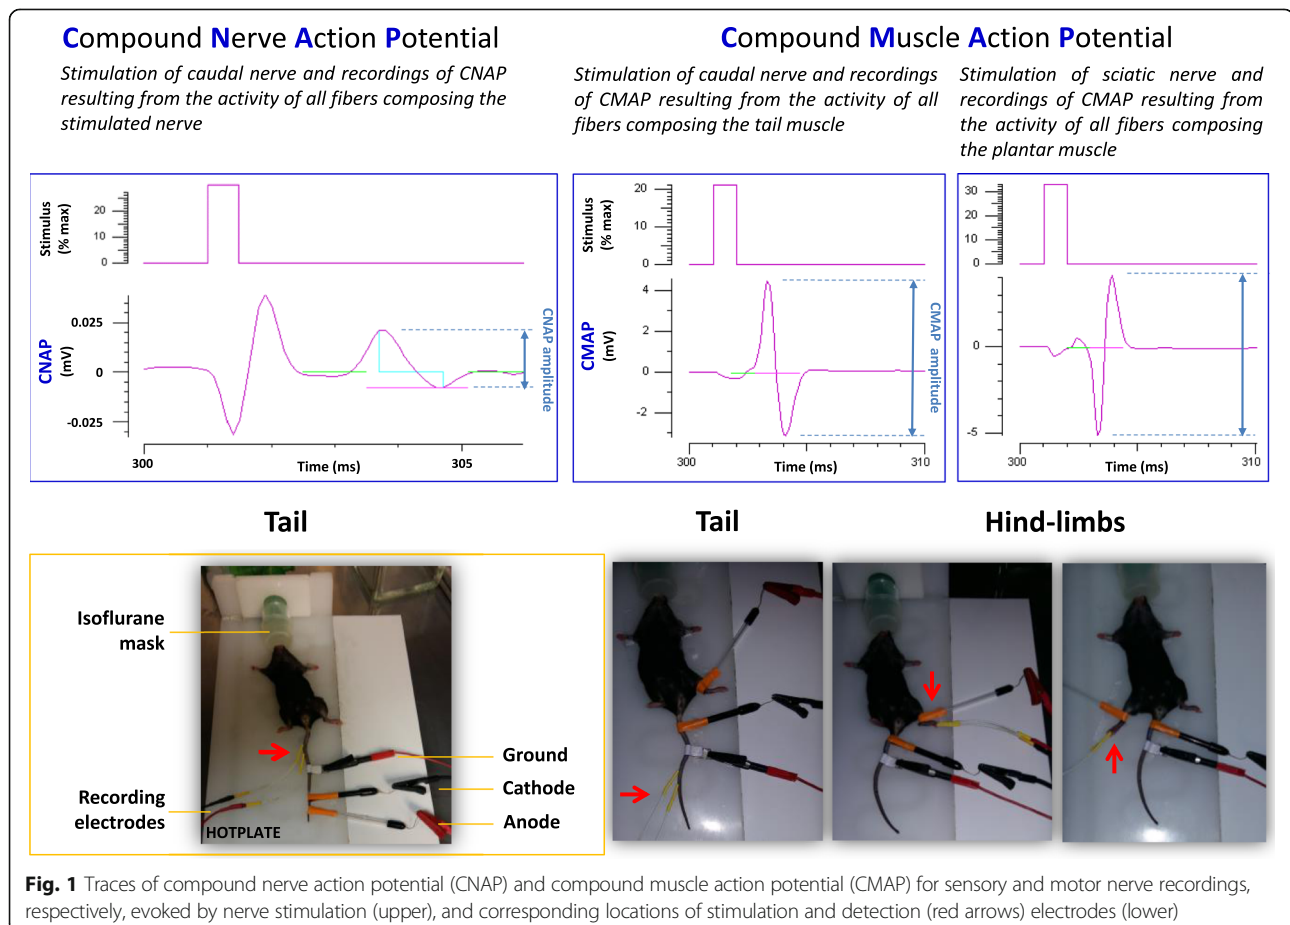 Compound Nerve Action Potential
Stimulation of caudal nerve and recordings of CNAP
resulting from the activity of all fibers composing the
stimulated nerve
Compound Muscle Action Potential
Stimulation of caudal nerve and recordings
of CMAP resulting from the activity of all
fibers composing the tail muscle
Stimulation of sciatic nerve and
recordings of CMAP resulting from
the activity of all fibers composing
the plantar muscle
Stimulus
(% max)
20
10
0
CNAP
(mV)
0.025
0
-0.025
CNAP amplitude
300
Time (ms)
305
Stimulus
(% max)
20
10
0
CMAP
(mV)
4
2
0
-2
CMAP amplitude
300
Time (ms)
310
30
20
10
0
0
-5
300
Time (ms)
310
Tail
Tail
Hind-limbs
Isoflurane
mask
Recording
electrodes
HOTPLATE
Ground
Cathode
Anode
Fig. 1 Traces of compound nerve action potential (CNAP) and compound muscle action potential (CMAP) for sensory and motor nerve recordings,
respectively, evoked by nerve stimulation (upper), and corresponding locations of stimulation and detection (red arrows) electrodes (lower)